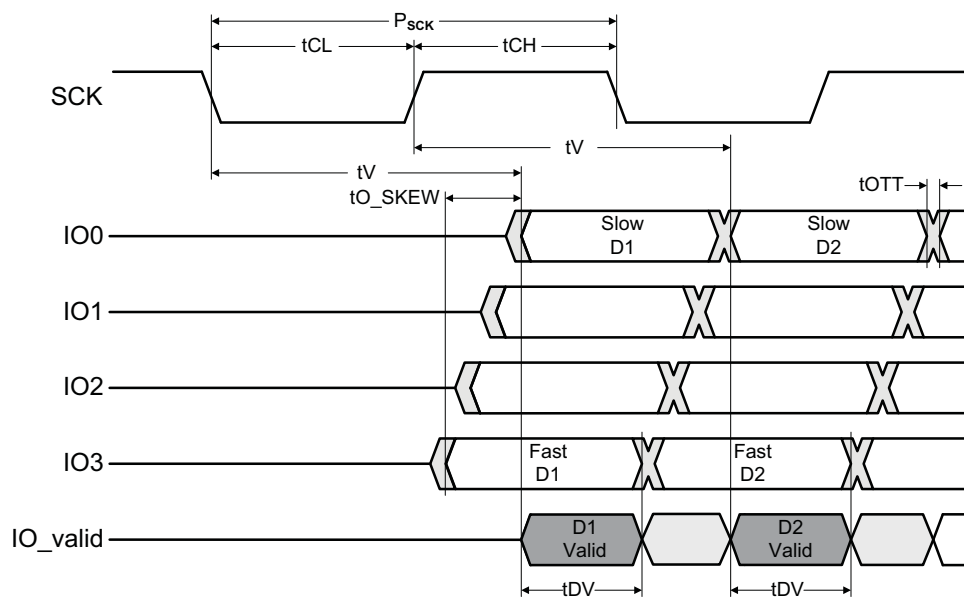 PSCK
tCL
tCH
SCK
tV
tV
tO_SKEW
tOTT
IO0
Slow
D1
Slow
D2
IO1
IO2
IO3
Fast
D1
Fast
D2
IO_valid
D1
Valid
D2
Valid
tDV
tDV